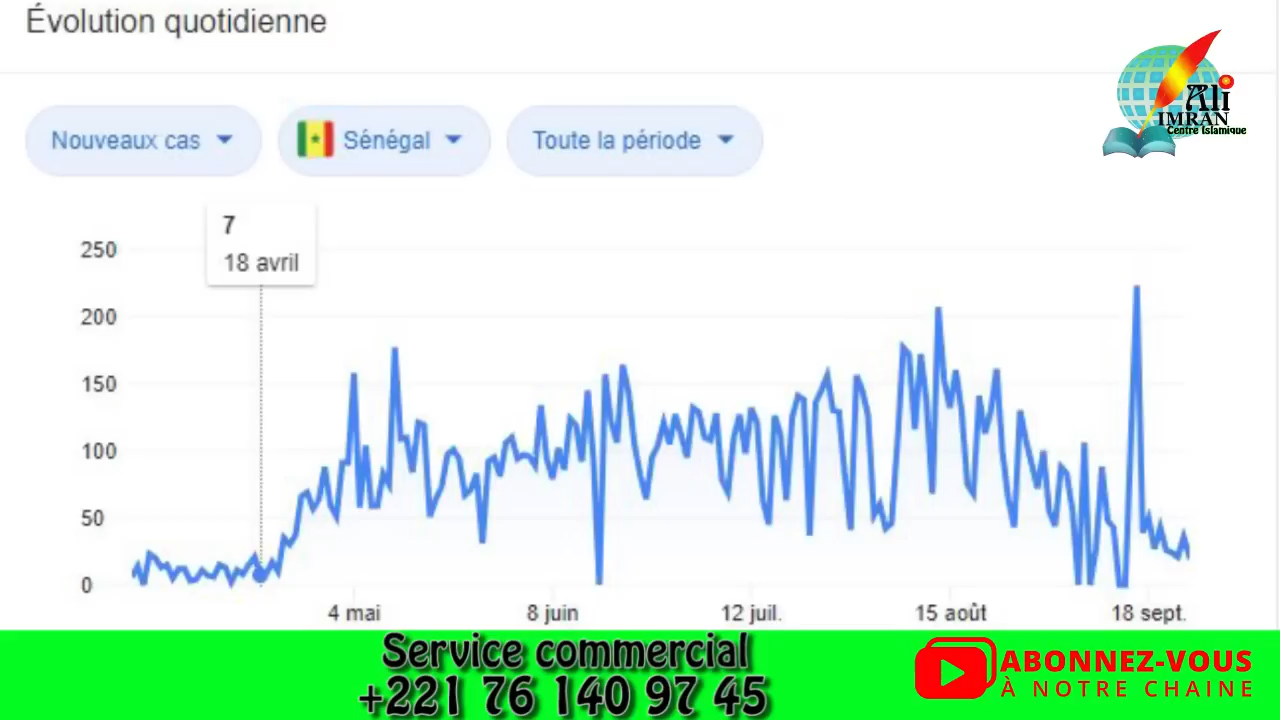 Évolution quotidienne
Nouveaux cas
Sénégal
Toute la période
Ali
IMRAN
Centre Islamique
7
18 avril
250
200
150
100
50
0
4 mai
8 juin
12 juil.
15 août
18 sept.
Service commercial
+221 76 140 97 45
ABONNEZ-VOUS
À NOTRE CHAINE